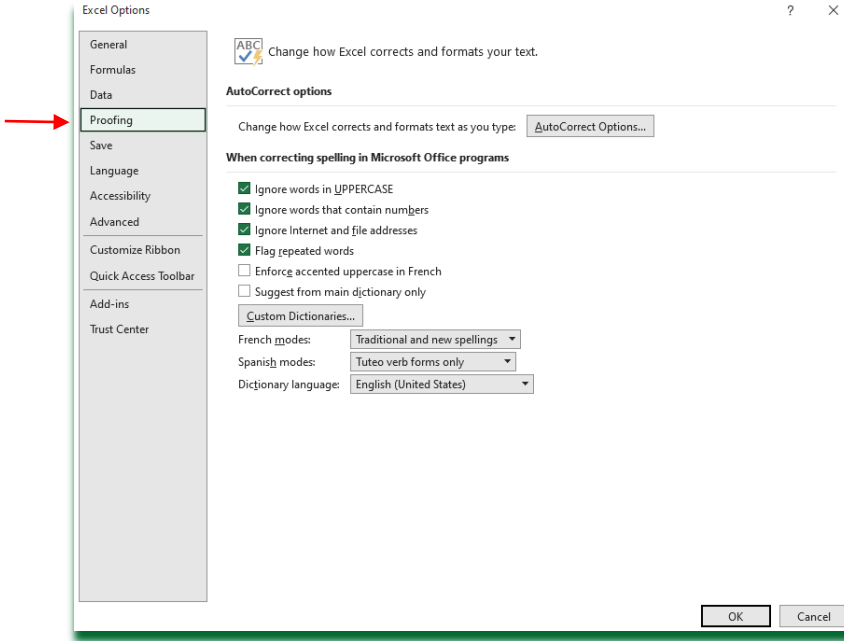 Excel Options
?
General
Formulas
Data
Proofing
Save
Language
Accessibility
Advanced
Customize Ribbon
Quick Access Toolbar
Add-ins
Trust Center
ABC
Change how Excel corrects and formats your text.
AutoCorrect options
Change how Excel corrects and formats text as you type: AutoCorrect Options...
When correcting spelling in Microsoft Office programs
Ignore words in UPPERCASE
Ignore words that contain numbers
Ignore Internet and file addresses
Flag repeated words
Enforce accented uppercase in French
Suggest from main dictionary only
Custom Dictionaries...
French modes: Traditional and new spellings
Spanish modes: Tuteo verb forms only
Dictionary language: English (United States)
OK Cancel